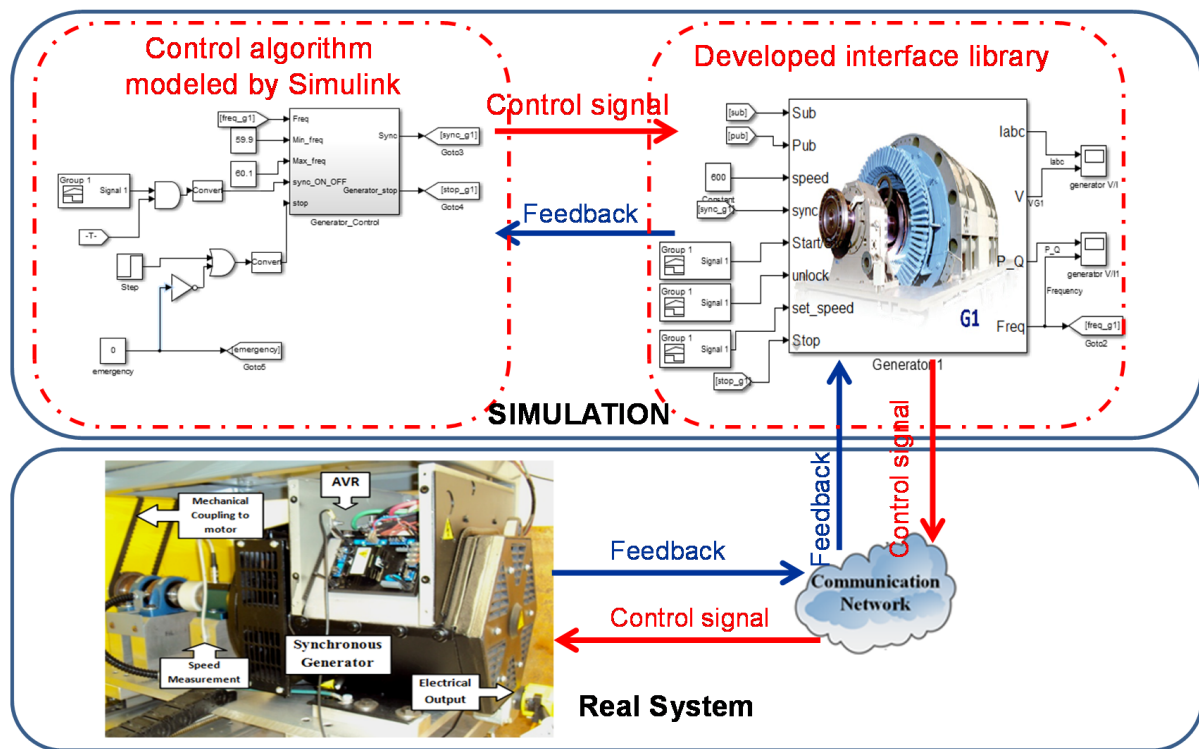 Control algorithm
modeled by Simulink
[freq_g1]
59.9
60.1
Freq
Min_freq
Max_freq
sync_ON_OFF
stop
Sync
Generator_stop
Generator_Control
[sync_g1]
Goto3
[stop_g1]
Goto4
Group 1
Signal 1
Convert
-T-
Step
Convert
0
emergency
[emergency]
Goto5
Control signal
Feedback
Developed interface library
[sub]
[pub]
600
Constant
[sync_g1]
Group 1
Signal 1
Group 1
Signal 1
Group 1
Signal 1
[stop_g1]
Sub
Pub
speed
sync
unlock
set_speed
Stop
Iabc
V
P_Q
Freq
G1
Generator 1
Iabc
VG1
generator V/I
P_Q
Frequency
generator V/I1
[freq_g1]
Goto2
SIMULATION
Feedback
Control signal
Mechanical
Coupling to
motor
AVR
Synchronous
Generator
Speed
Measurement
Electrical
Output
Feedback
Control signal
Communication
Network
Real System